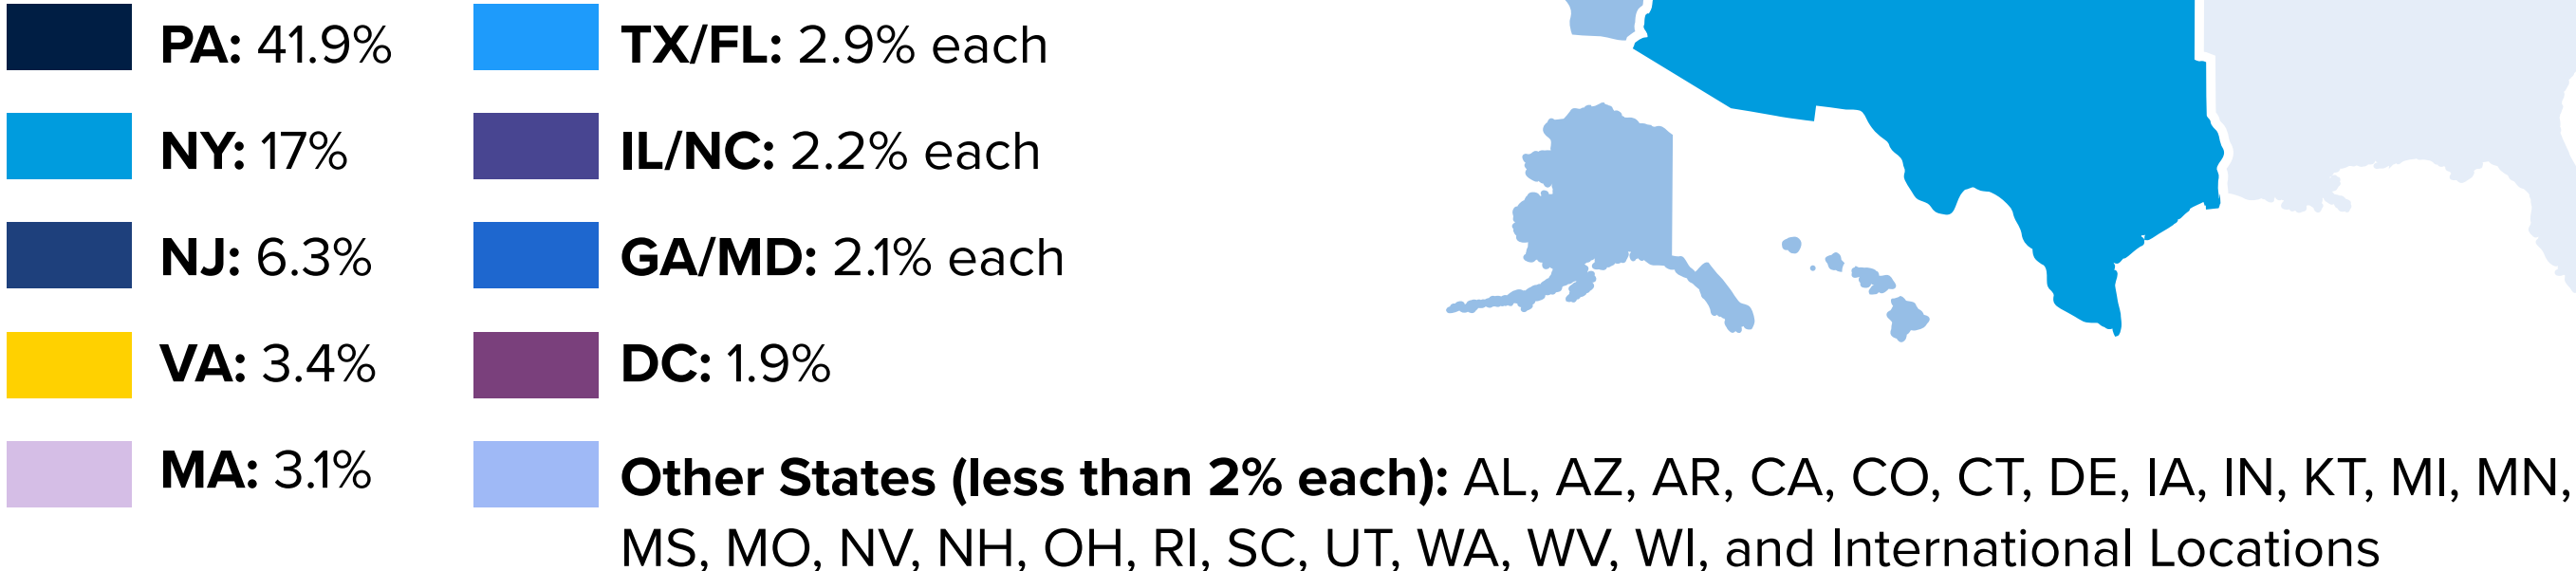 PA: 41.9%
NY: 17%
NJ: 6.3%
VA: 3.4%
MA: 3.1%
TX/FL: 2.9% each
IL/NC: 2.2% each
GA/MD: 2.1% each
DC: 1.9%
Other States (less than 2% each): AL, AZ, AR, CA, CO, CT, DE, IA, IN, KT, MI, MN,
MS, MO, NV, NH, OH, RI, SC, UT, WA, WV, WI, and International Locations